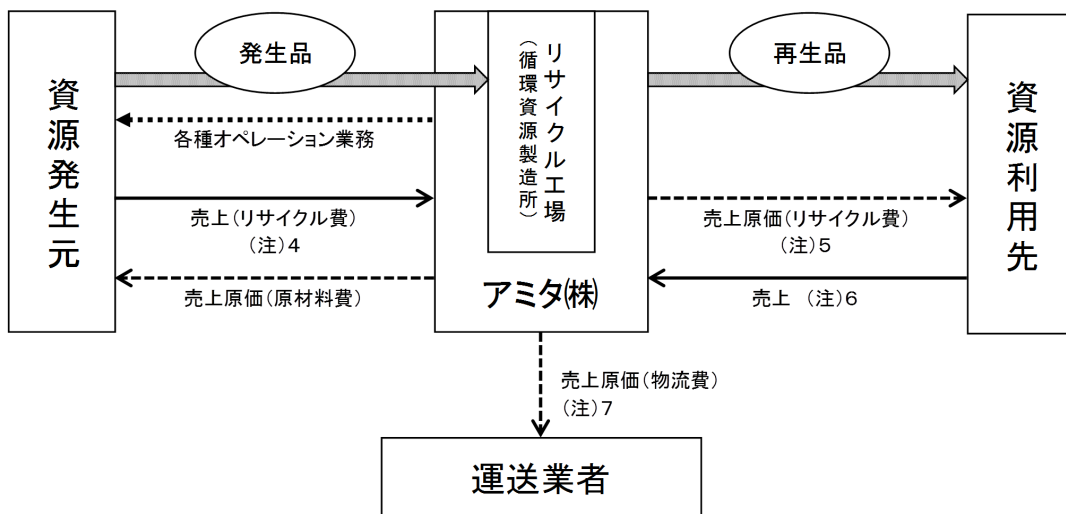 資源発生元
発生品
リサイクル工場
(循環資源製造所)
再生品
資源利用先
各種オペレーション業務
売上(リサイクル費)
(注)4
売上原価(リサイクル費)
(注)5
売上原価(原材料費)
アミタ㈱
売上 (注)6
売上原価(物流費)
(注)7
運送業者